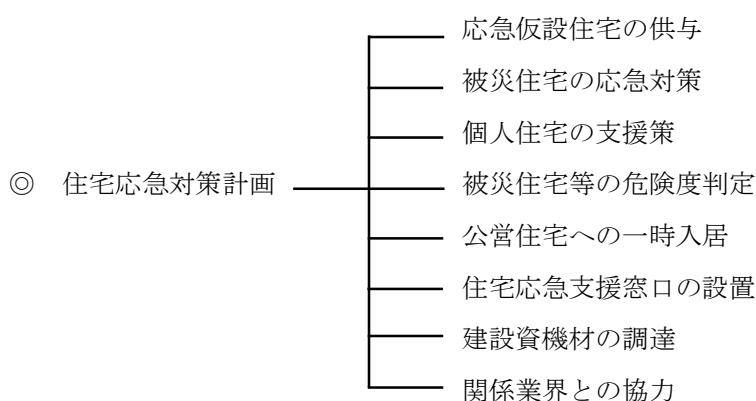 応急仮設住宅の供与
被災住宅の応急対策
個人住宅の支援策
◎ 住宅応急対策計画
被災住宅等の危険度判定
公営住宅への一時入居
住宅応急支援窓口の設置
建設資機材の調達
関係業界との協力